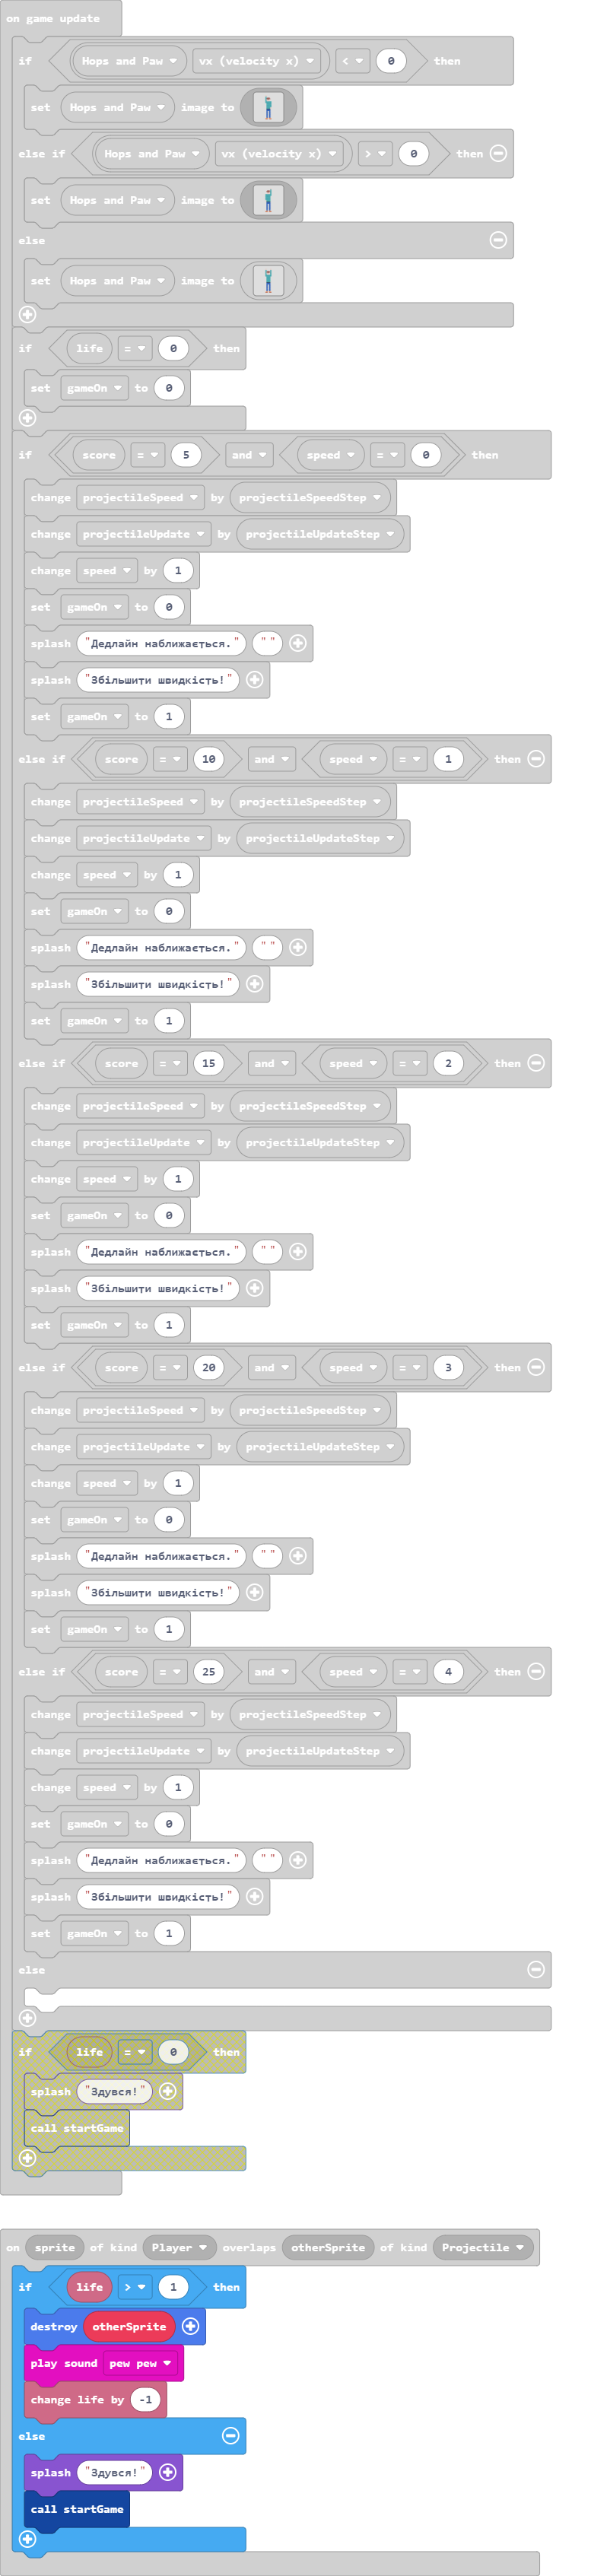 on game update
if Hops and Paw vx (velocity x) < 0 then
set Hops and Paw image to
else if Hops and Paw vx (velocity x) > 0 then
set Hops and Paw image to
else
set Hops and Paw image to
if life = 0 then
set gameOn to 0
if score = 5 and speed = 0 then
change projectileSpeed by projectileSpeedStep
change projectileUpdate by projectileUpdateStep
change speed by 1
set gameOn to 0
splash "Дедлайн наближається." " "
splash "Збільшити швидкість!"
set gameOn to 1
else if score = 10 and speed = 1 then
change projectileSpeed by projectileSpeedStep
change projectileUpdate by projectileUpdateStep
change speed by 1
set gameOn to 0
splash "Дедлайн наближається." " "
splash "Збільшити швидкість!"
set gameOn to 1
else if score = 15 and speed = 2 then
change projectileSpeed by projectileSpeedStep
change projectileUpdate by projectileUpdateStep
change speed by 1
set gameOn to 0
splash "Дедлайн наближається." " "
splash "Збільшити швидкість!"
set gameOn to 1
else if score = 20 and speed = 3 then
change projectileSpeed by projectileSpeedStep
change projectileUpdate by projectileUpdateStep
change speed by 1
set gameOn to 0
splash "Дедлайн наближається." " "
splash "Збільшити швидкість!"
set gameOn to 1
else if score = 25 and speed = 4 then
change projectileSpeed by projectileSpeedStep
change projectileUpdate by projectileUpdateStep
change speed by 1
set gameOn to 0
splash "Дедлайн наближається." " "
splash "Збільшити швидкість!"
set gameOn to 1
else
if life = 0 then
splash "Здувся!"
call startGame
on sprite of kind Player overlaps otherSprite of kind Projectile
if life > 1 then
destroy otherSprite
play sound pew pew
change life by -1
else
splash "Здувся!"
call startGame